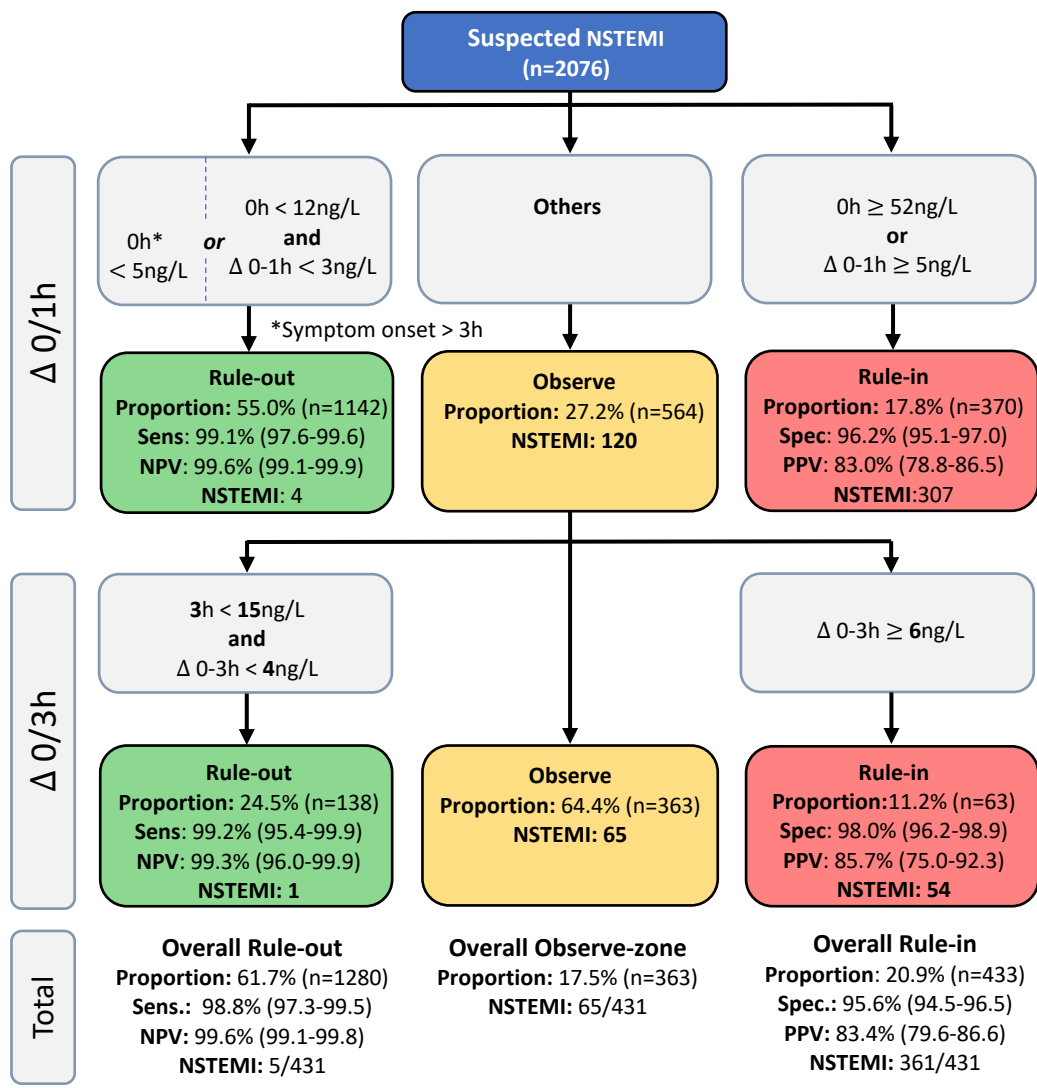 Suspected NSTEMI
(n=2076)
Δ 0/1h
0h*
< 5ng/L
or
0h < 12ng/L
and
Δ 0-1h < 3ng/L
Others
0h ≥ 52ng/L
or
Δ 0-1h ≥ 5ng/L
*Symptom onset > 3h
Rule-out
Proportion: 55.0% (n=1142)
Sens: 99.1% (97.6-99.6)
NPV: 99.6% (99.1-99.9)
NSTEMI: 4
Observe
Proportion: 27.2% (n=564)
NSTEMI: 120
Rule-in
Proportion: 17.8% (n=370)
Spec: 96.2% (95.1-97.0)
PPV: 83.0% (78.8-86.5)
NSTEMI:307
Δ 0/3h
3h < 15ng/L
and
Δ 0-3h < 4ng/L
Δ 0-3h ≥ 6ng/L
Rule-out
Proportion: 24.5% (n=138)
Sens: 99.2% (95.4-99.9)
NPV: 99.3% (96.0-99.9)
NSTEMI: 1
Observe
Proportion: 64.4% (n=363)
NSTEMI: 65
Rule-in
Proportion:11.2% (n=63)
Spec: 98.0% (96.2-98.9)
PPV: 85.7% (75.0-92.3)
NSTEMI: 54
Total
Overall Rule-out
Proportion: 61.7% (n=1280)
Sens.: 98.8% (97.3-99.5)
NPV: 99.6% (99.1-99.8)
NSTEMI: 5/431
Overall Observe-zone
Proportion: 17.5% (n=363)
NSTEMI: 65/431
Overall Rule-in
Proportion: 20.9% (n=433)
Spec.: 95.6% (94.5-96.5)
PPV: 83.4% (79.6-86.6)
NSTEMI: 361/431